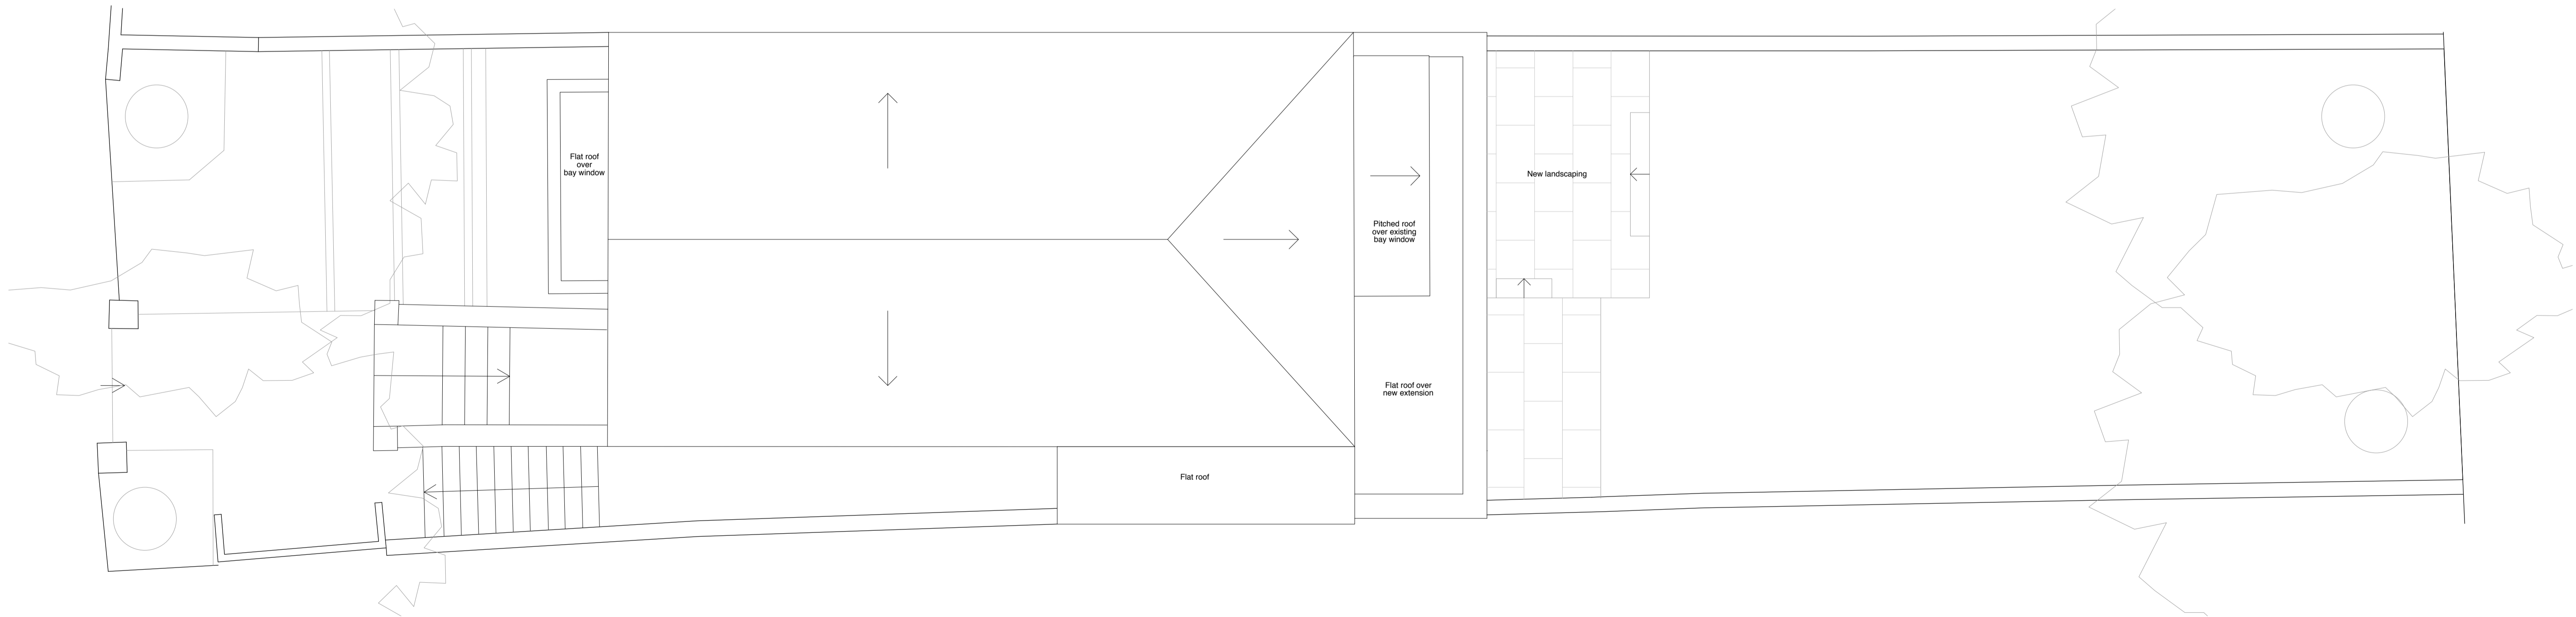 Flat roof
over
bay window
New landscaping
Pitched roof
over existing
bay window
Flat roof over
new extension
Flat roof